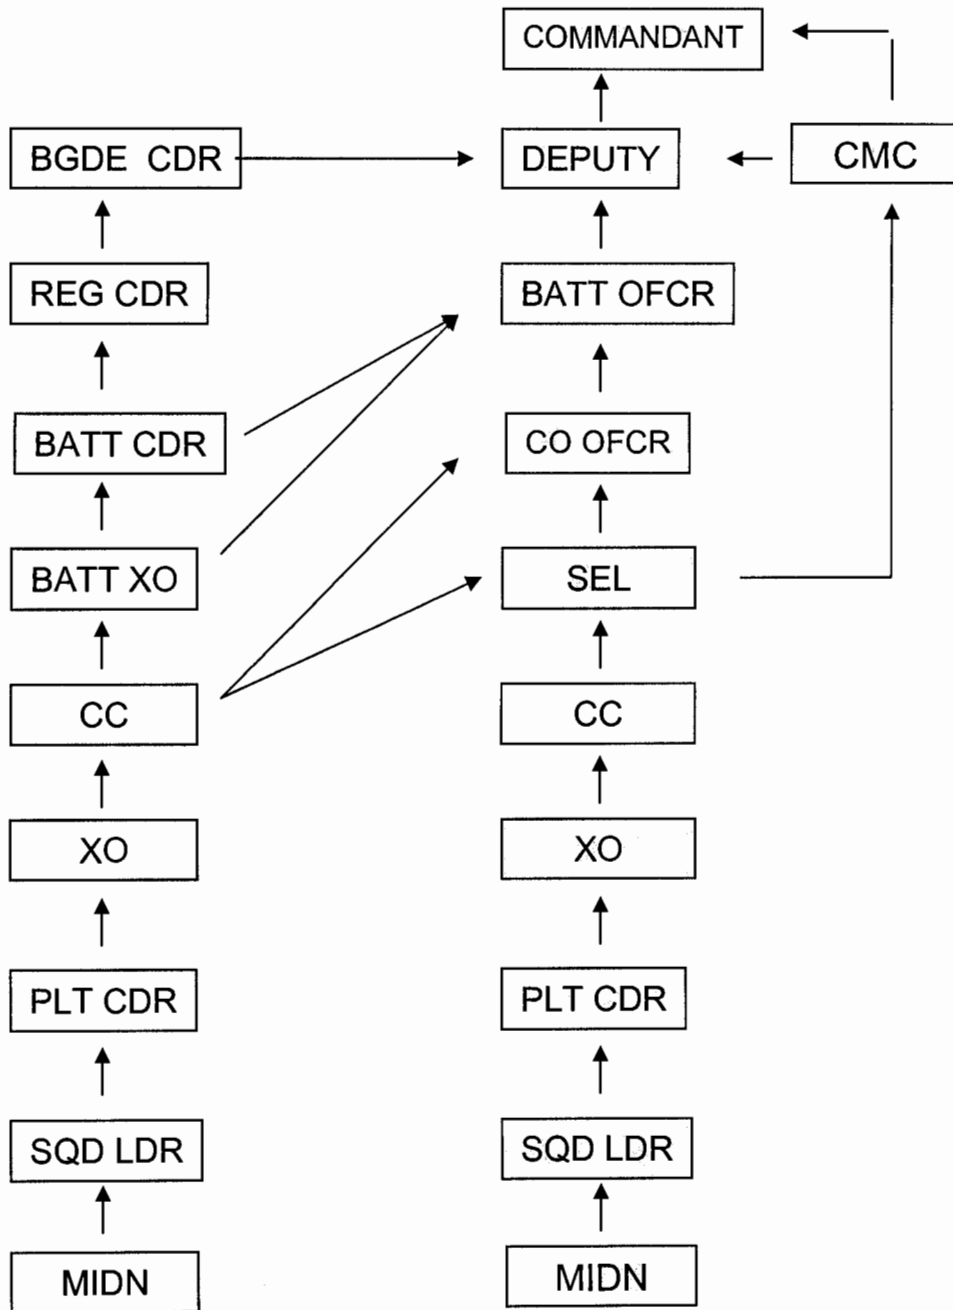 COMMANDANT
BGDE CDR
DEPUTY
CMC
REG CDR
BATT OFCR
BATT CDR
CO OFCR
BATT XO
SEL
CC
CC
XO
XO
PLT CDR
PLT CDR
SQD LDR
SQD LDR
MIDN
MIDN